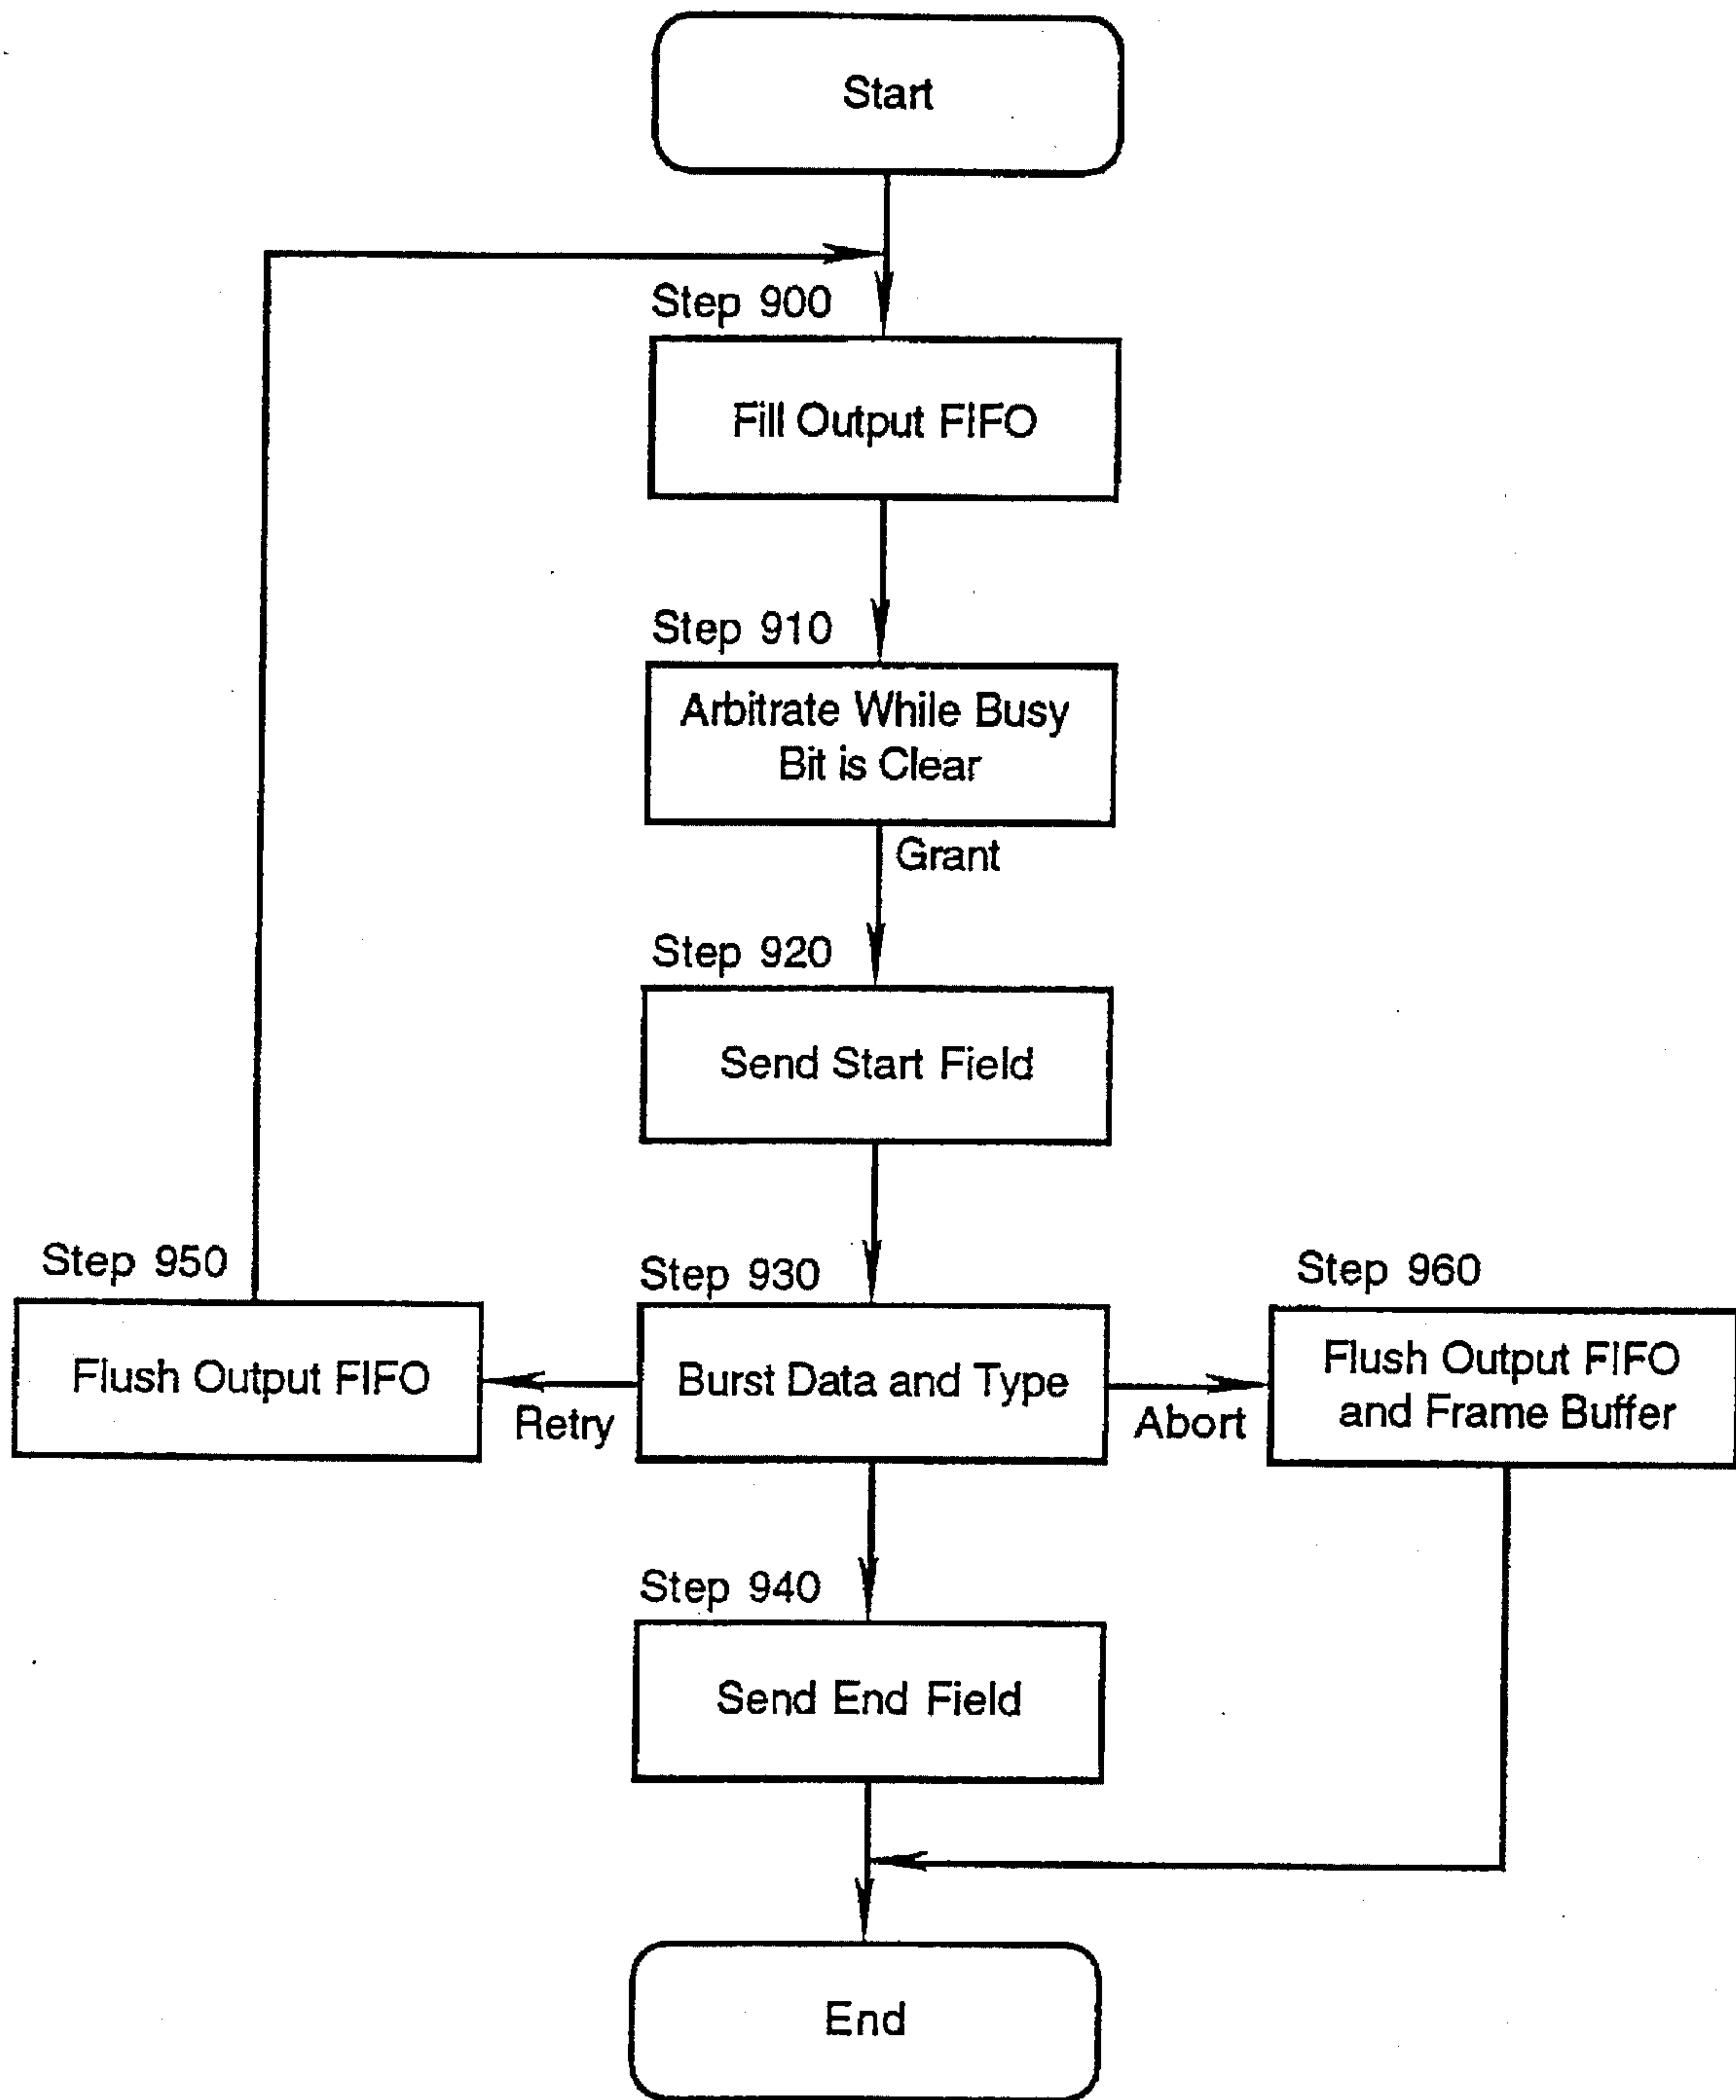 Start
Step 900
Fill Output FIFO
Step 910
Arbitrate While Busy
Bit is Clear
Grant
Step 920
Send Start Field
Step 950
Flush Output FIFO
Retry
Step 930
Burst Data and Type
Abort
Step 960
Flush Output FIFO
and Frame Buffer
Step 940
Send End Field
End